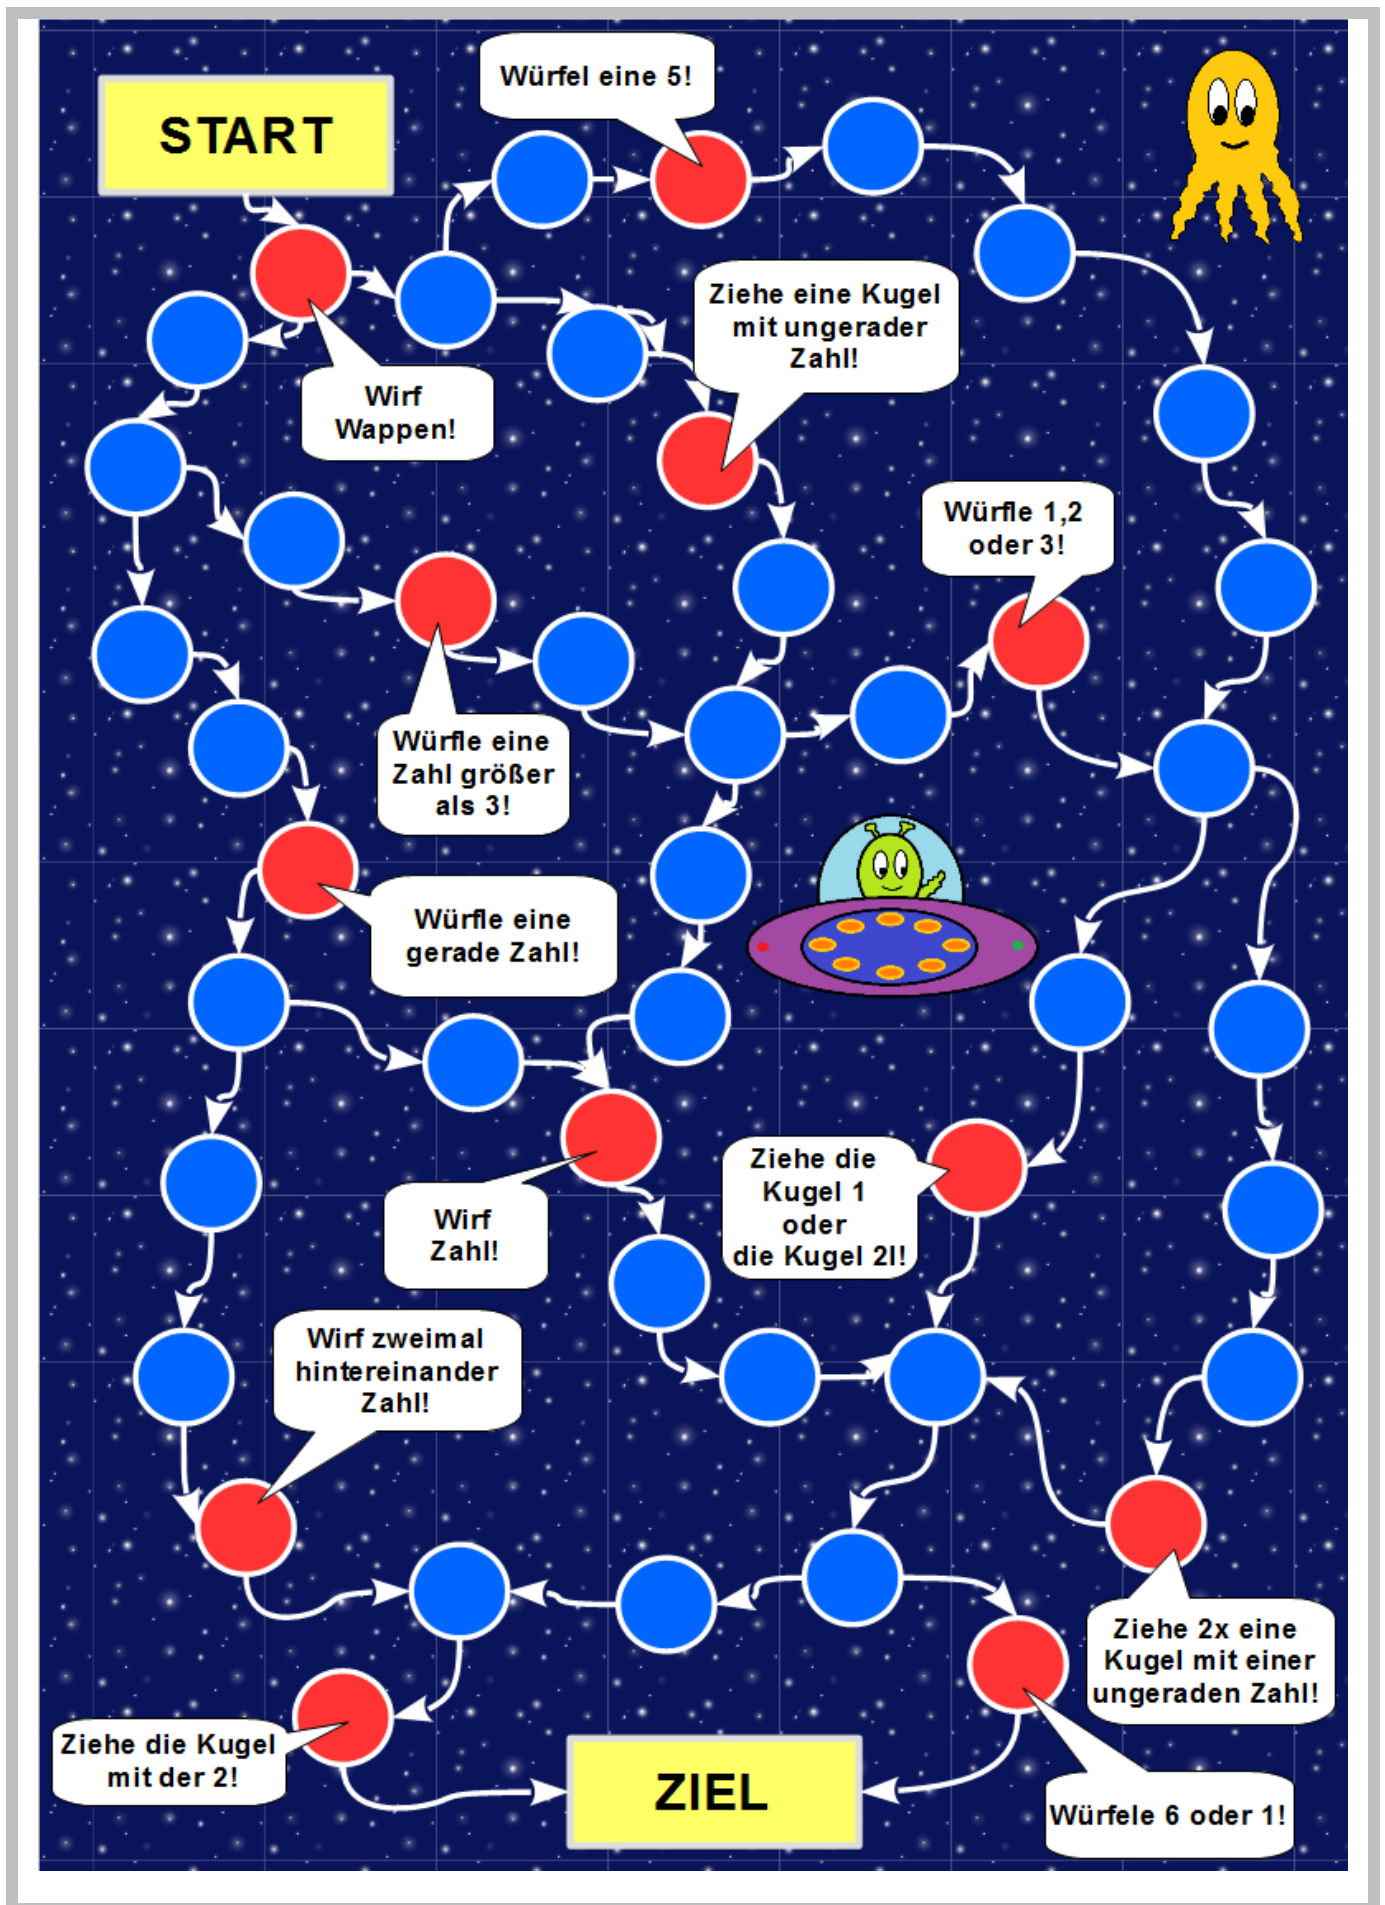 Würfel eine 5!
START
Ziehe eine Kugel
mit ungerader
Zahl!
Wirf
Wappen!
Würfle 1,2
oder 3!
Würfle eine
Zahl größer
als 3!
Würfle eine
gerade Zahl!
Ziehe die
Kugel 1
oder
die Kugel 2l!
Wirf
Zahl!
Wirf zweimal
hintereinander
Zahl!
Ziehe 2x eine
Kugel mit einer
ungeraden Zahl!
Ziehe die Kugel
mit der 2!
ZIEL
Würfele 6 oder 1!